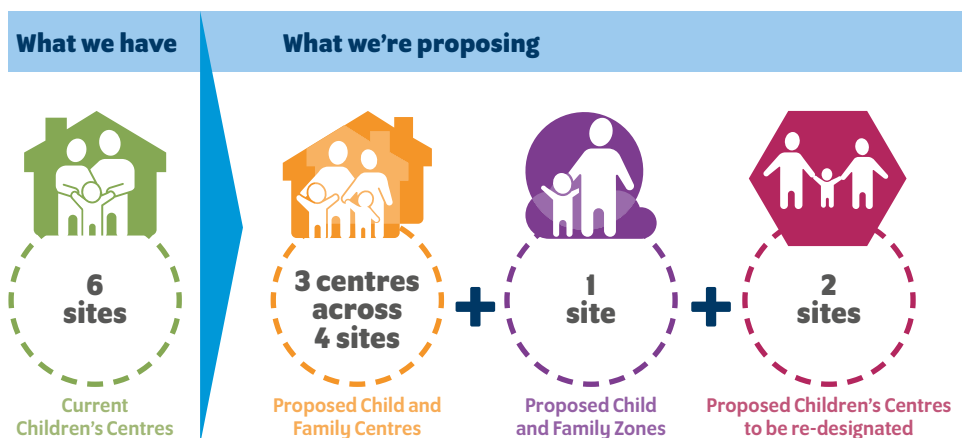 What we have
What we're proposing
6
sites
Current
Children's Centres
3 centres
across
4 sites
Proposed Child and
Family Centres
1
site
Proposed Child
and Family Zones
2
sites
Proposed Children's Centres
to be re-designated